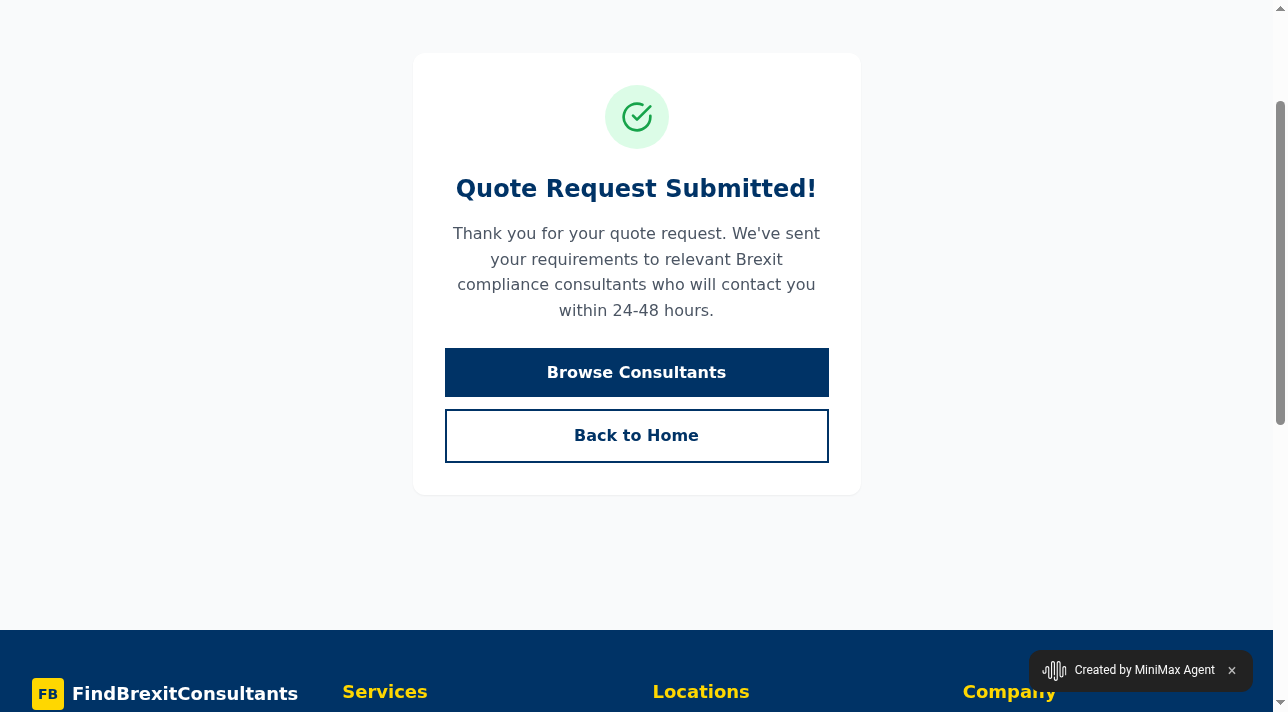 Quote Request Submitted!
Thank you for your quote request. We've sent
your requirements to relevant Brexit
compliance consultants who will contact you
within 24-48 hours.
Browse Consultants
Back to Home
FB FindBrexitConsultants
Services
Locations
Company
Created by MiniMax Agent ×